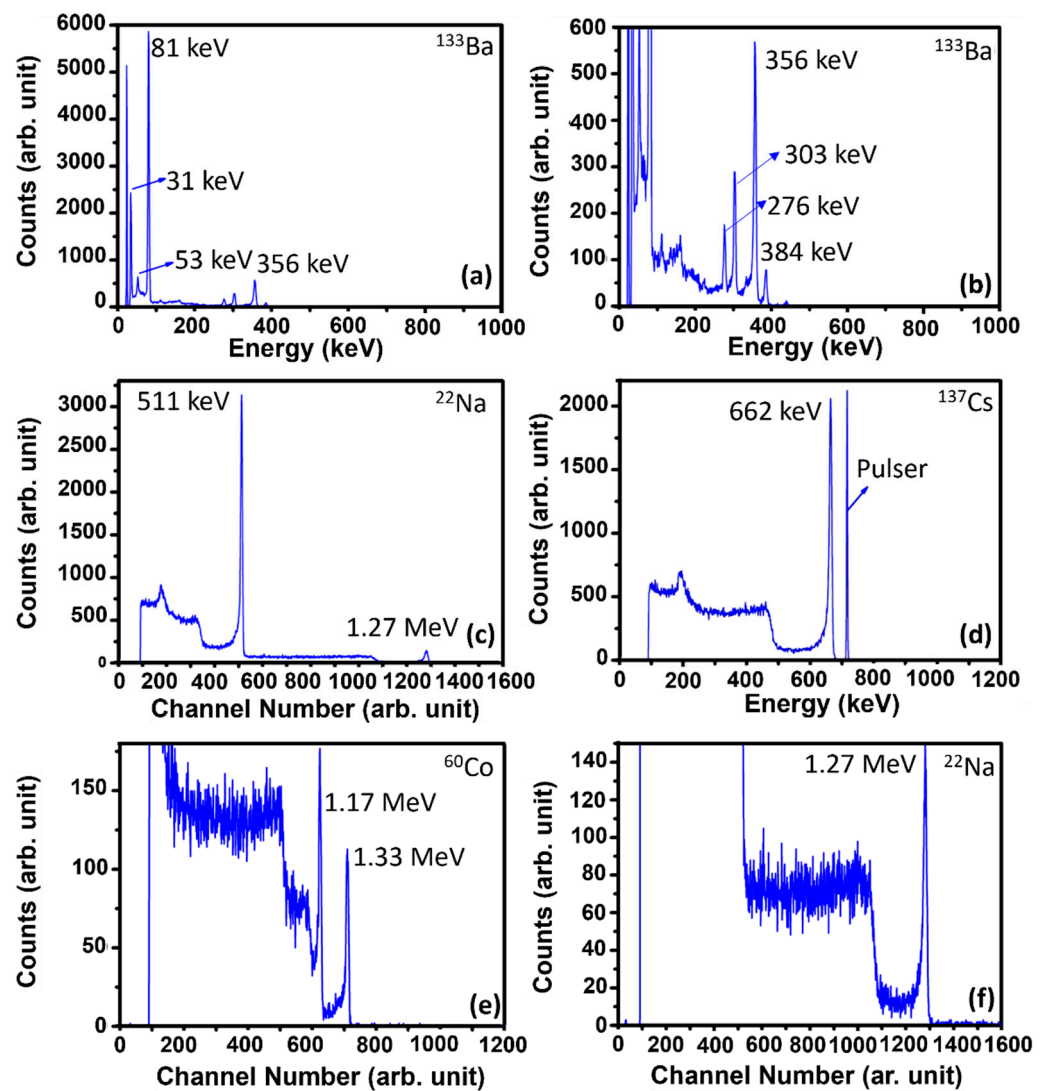 6000
5000
4000
3000
2000
1000
0
Counts (arb. unit)
81 keV
¹³³Ba
31 keV
53 keV
356 keV
(a)
0 200 400 600 800 1000
Energy (keV)
600
500
400
300
200
100
0
Counts (arb. unit)
¹³³Ba
356 keV
303 keV
276 keV
384 keV
(b)
0 200 400 600 800 1000
Energy (keV)
3000
2500
2000
1500
1000
500
0
Counts (arb. unit)
511 keV
²²Na
1.27 MeV
(c)
0 200 400 600 800 1000 1200 1400 1600
Channel Number (arb. unit)
2000
1500
1000
500
0
Counts (arb. unit)
662 keV
¹³⁷Cs
Pulser
(d)
0 200 400 600 800 1000 1200
Energy (keV)
150
100
50
0
Counts (arb. unit)
⁶⁰Co
1.17 MeV
1.33 MeV
(e)
0 200 400 600 800 1000 1200
Channel Number (arb. unit)
140
120
100
80
60
40
20
0
Counts (arb. unit)
1.27 MeV
²²Na
(f)
0 200 400 600 800 1000 1200 1400 1600
Channel Number (ar. unit)